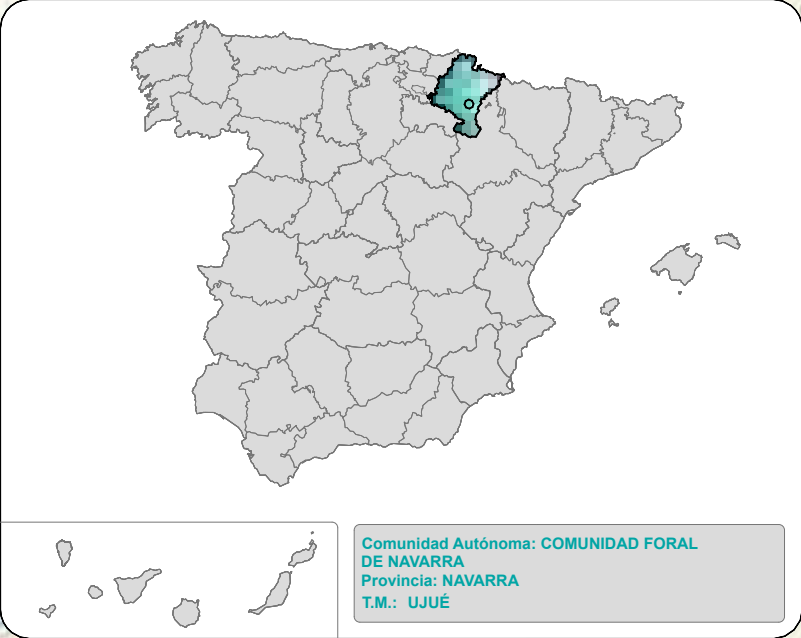 Comunidad Autónoma: COMUNIDAD FORAL
DE NAVARRA
Provincia: NAVARRA
T.M.: UJUÉ